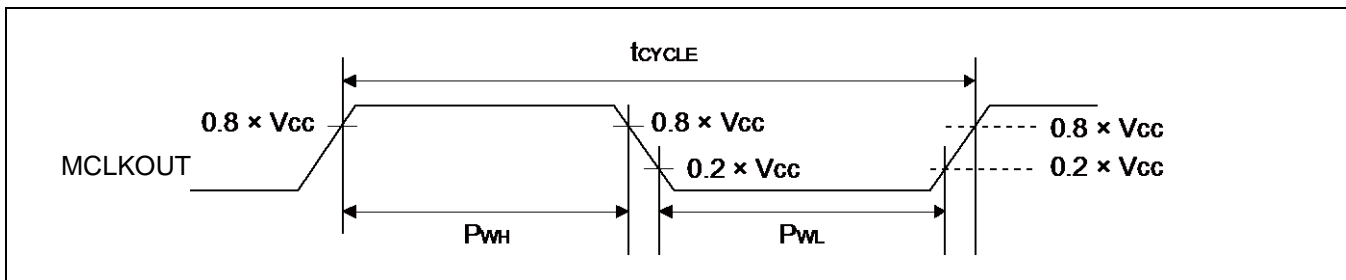 tCYCLE
0.8 × Vcc
0.8 × Vcc
0.8 × Vcc
MCLKOUT
0.2 × Vcc
0.2 × Vcc
PWH
PWL